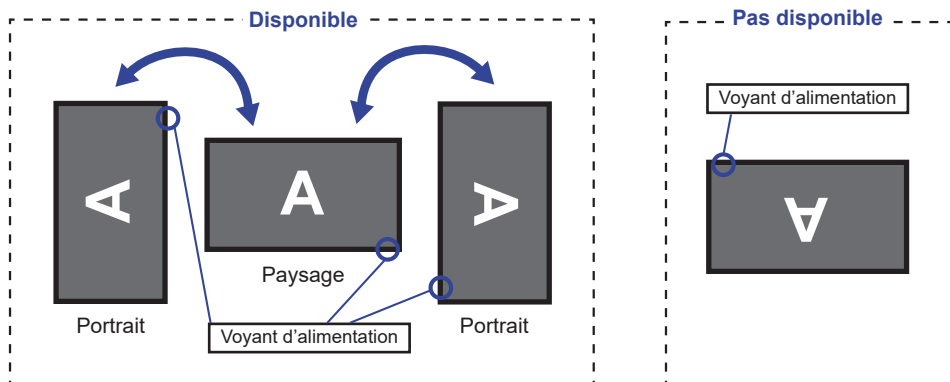 Disponible
Pas disponible
Voyant d’alimentation
A
A
A
A
Paysage
Portrait
Voyant d’alimentation
Portrait